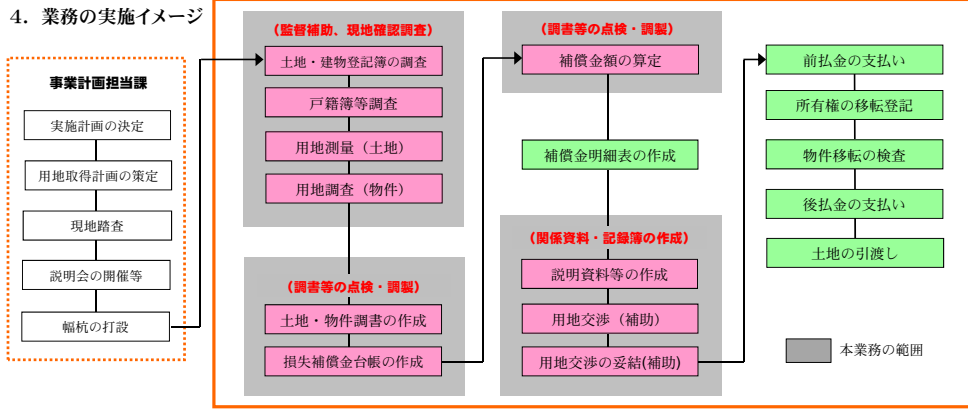 4．業務の実施イメージ
事業計画担当課
実施計画の決定
用地取得計画の策定
現地踏査
説明会の開催等
幅杭の打設
(監督補助、現地確認調査)
土地・建物登記簿の調査
戸籍簿等調査
用地測量（土地）
用地調査（物件）
(調書等の点検・調製)
土地・物件調書の作成
損失補償金台帳の作成
(調書等の点検・調製)
補償金額の算定
補償金明細表の作成
(関係資料・記録簿の作成)
説明資料等の作成
用地交渉（補助）
用地交渉の妥結(補助)
前払金の支払い
所有権の移転登記
物件移転の検査
後払金の支払い
土地の引渡し
本業務の範囲